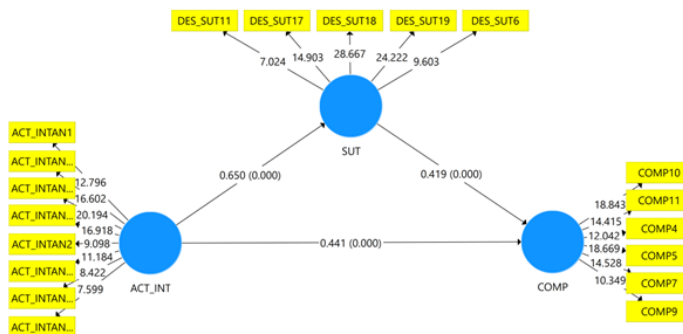 DES_SUT11 DES_SUT17 DES_SUT18 DES_SUT19 DES_SUT6
7.024 14.903 28.667 24.222 9.603
SUT
ACT_INTAN1
ACT_INTAN...
ACT_INTAN...
ACT_INTAN...
ACT_INTAN2
ACT_INTAN...
ACT_INTAN...
ACT_INTAN...
12.796
16.602
20.194
16.918
9.098
11.184
8.422
7.599
ACT_INT
0.650 (0.000)
0.419 (0.000)
0.441 (0.000)
COMP
18.843
14.415
12.042
18.669
14.528
10.349
COMP10
COMP11
COMP4
COMP5
COMP7
COMP9